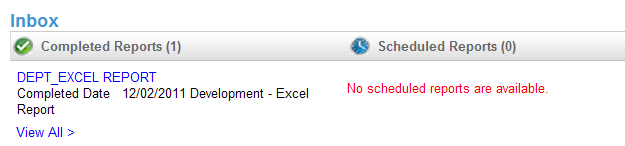 Inbox
Completed Reports (1)
Scheduled Reports (0)
DEPT_EXCEL REPORT
Completed Date 12/02/2011 Development - Excel
Report
View All >
No scheduled reports are available.